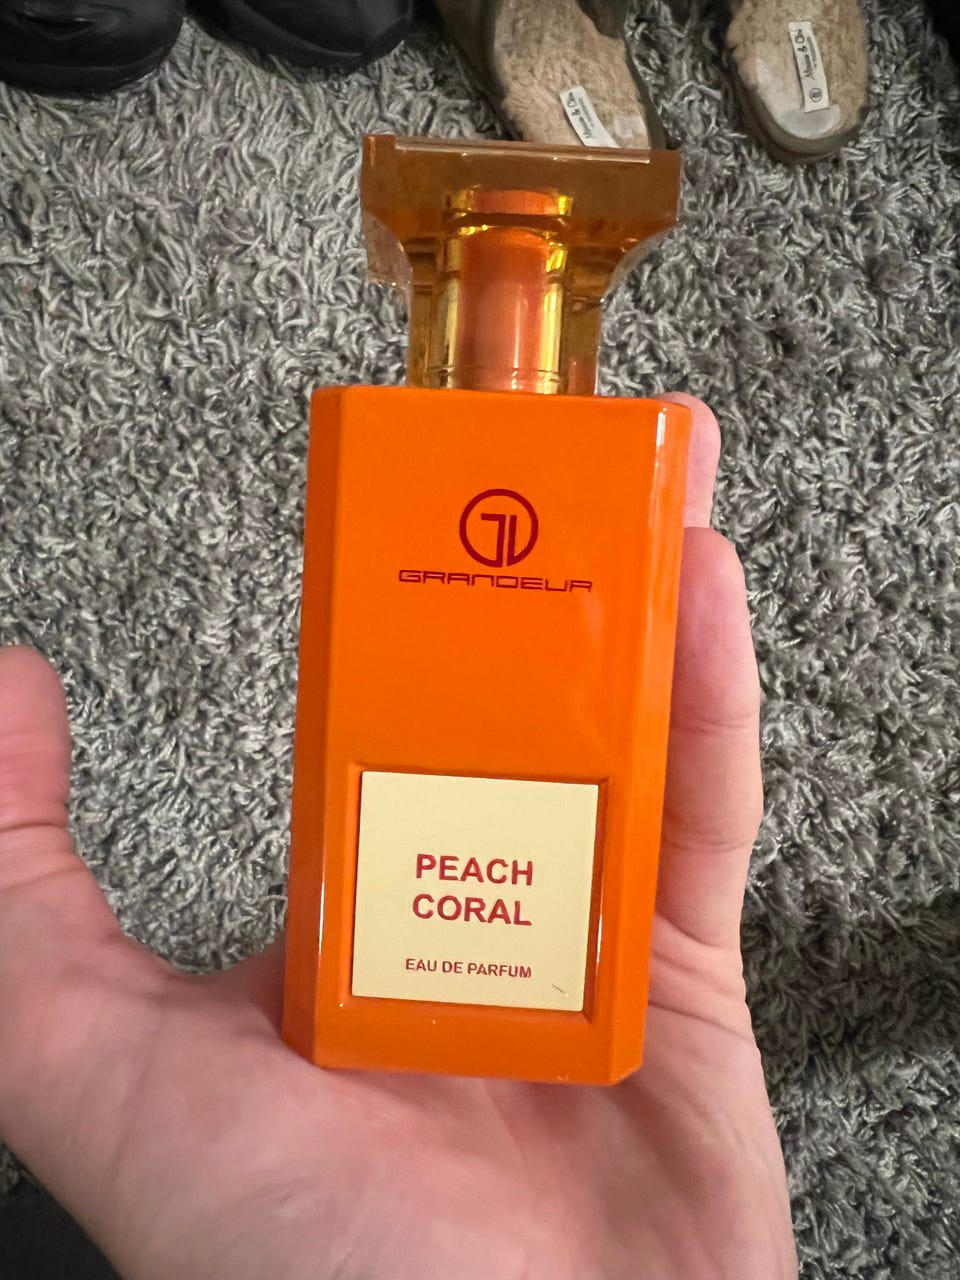 GRANDEUR
PEACH
CORAL
EAU DE PARFUM